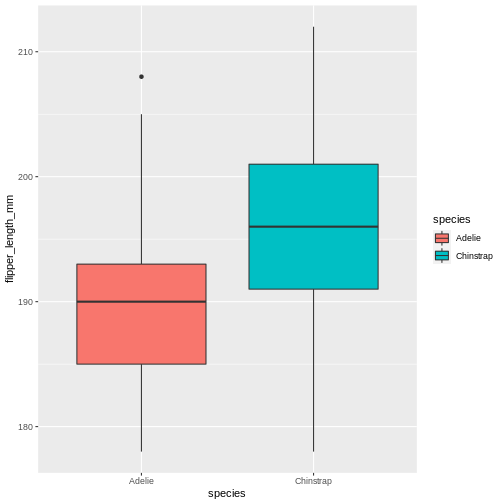 210
200
190
180
flipper_length_mm
Adelie
Chinstrap
species
species
Adelie
Chinstrap